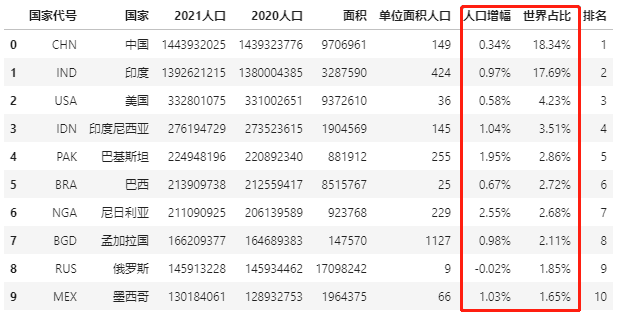 国家代号 国家 2021人口 2020人口 面积 单位面积人口 人口增幅 世界占比 排名
0 CHN 中国 1443932025 1439323776 9706961 149 0.34% 18.34% 1
1 IND 印度 1392621215 1380004385 3287590 424 0.97% 17.69% 2
2 USA 美国 332801075 331002651 9372610 36 0.58% 4.23% 3
3 IDN 印度尼西亚 276194729 273523615 1904569 145 1.04% 3.51% 4
4 PAK 巴基斯坦 224948196 220892340 881912 255 1.95% 2.86% 5
5 BRA 巴西 213909738 212559417 8515767 25 0.67% 2.72% 6
6 NGA 尼日利亚 211090925 206139589 923768 229 2.55% 2.68% 7
7 BGD 孟加拉国 166209377 164689383 147570 1127 0.98% 2.11% 8
8 RUS 俄罗斯 145913228 145934462 17098242 9 -0.02% 1.85% 9
9 MEX 墨西哥 130184061 128932753 1964375 66 1.03% 1.65% 10